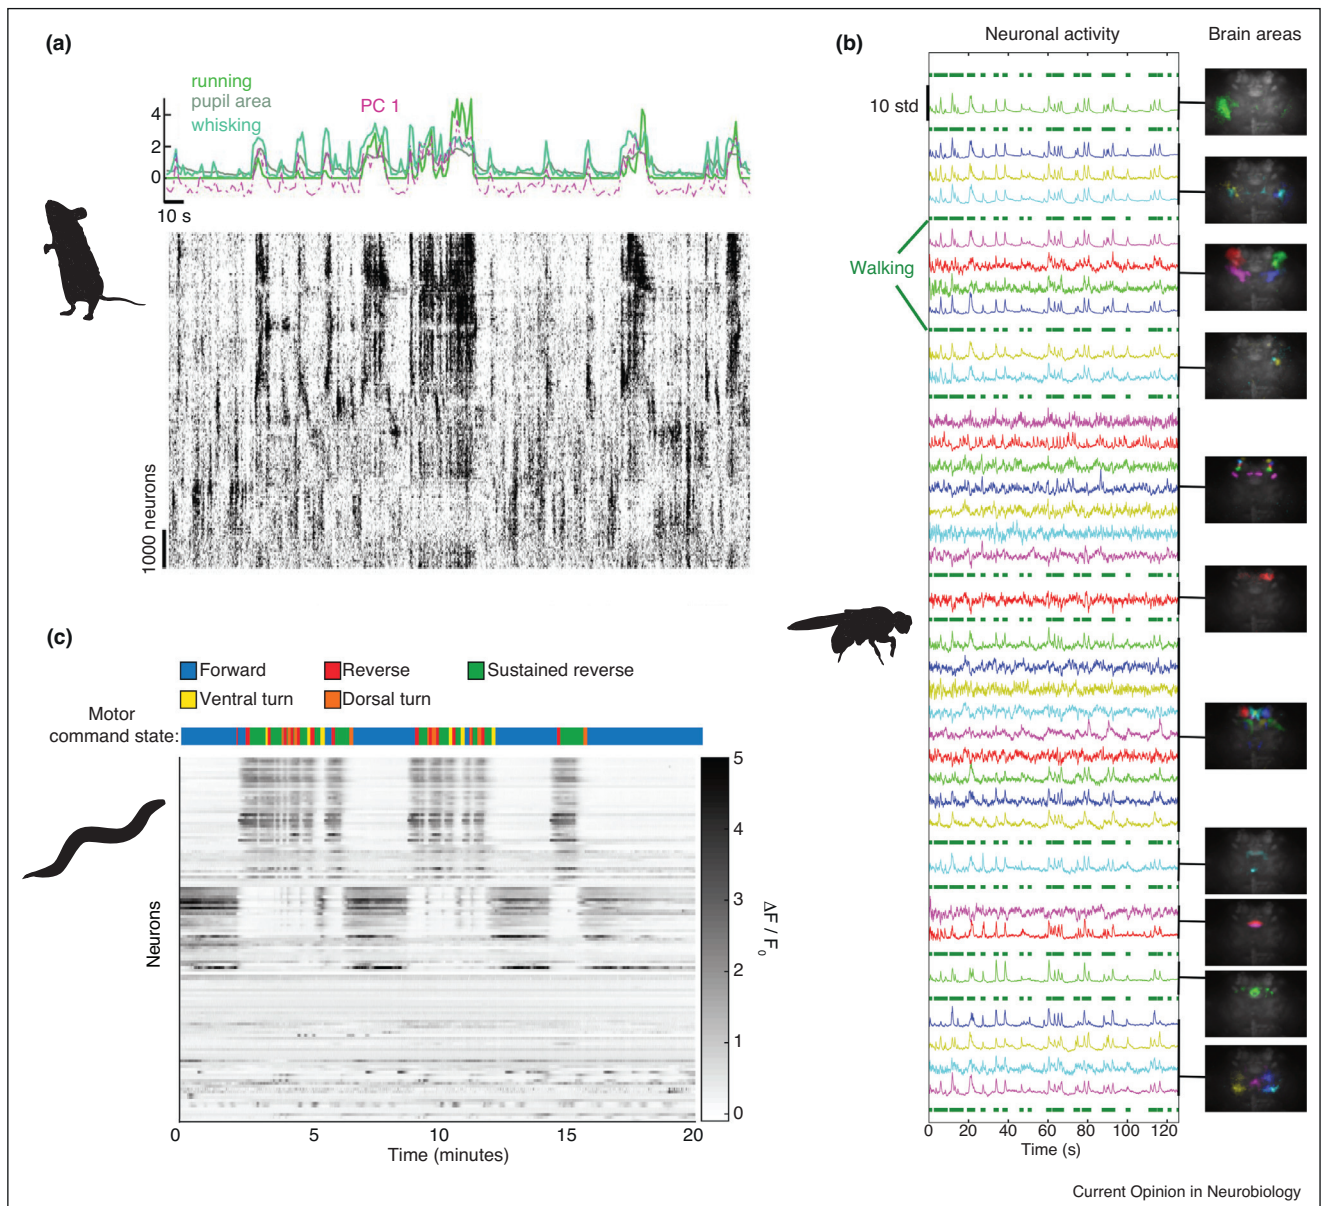 (a)
running
pupil area
whisking
PC 1
4
2
0
10 s
1000 neurons
(b)
Neuronal activity
Brain areas
10 std
Walking
0 20 40 60 80 100 120
Time (s)
(c)
Forward Reverse Sustained reverse
Ventral turn Dorsal turn
Motor
command state:
Neurons
5
4
3
2
1
0
ΔF / F0
0 5 10 15 20
Time (minutes)
Current Opinion in Neurobiology